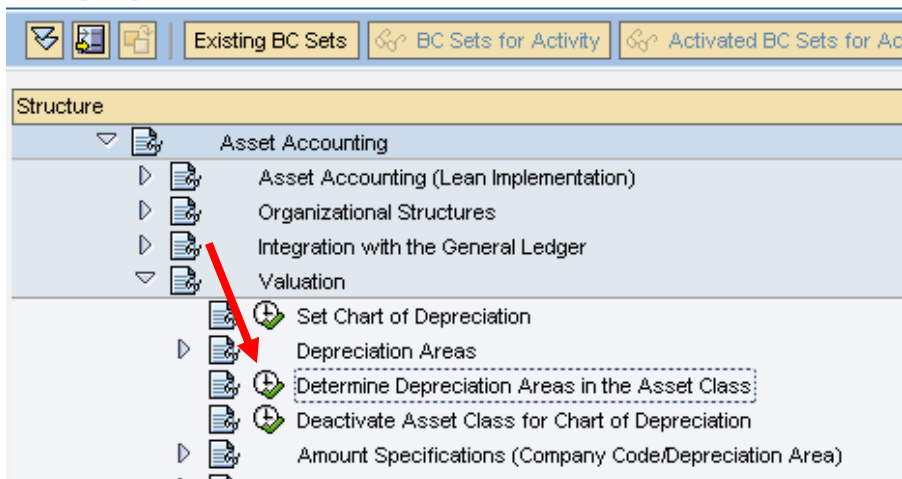 Existing BC Sets BC Sets for Activity Activated BC Sets for Ac
Structure
Asset Accounting
Asset Accounting (Lean Implementation)
Organizational Structures
Integration with the General Ledger
Valuation
Set Chart of Depreciation
Depreciation Areas
Determine Depreciation Areas in the Asset Class
Deactivate Asset Class for Chart of Depreciation
Amount Specifications (Company Code/Depreciation Area)